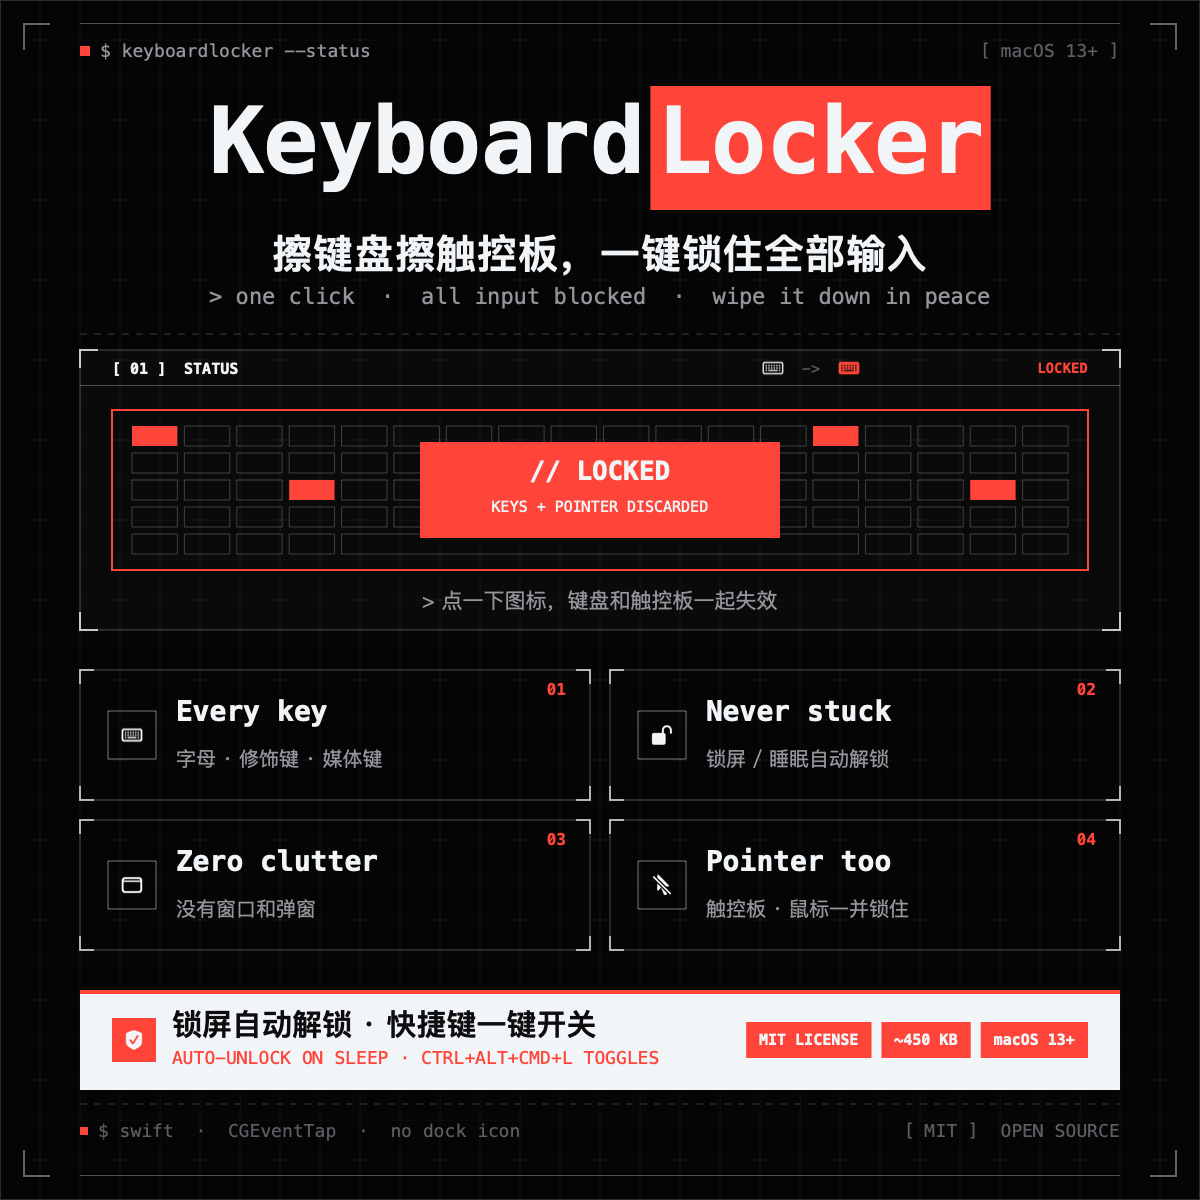 $ keyboardlocker --status
[ macOS 13+ ]
KeyboardLocker
擦键盘擦触控板，一键锁住全部输入
> one click · all input blocked · wipe it down in peace
[ 01 ] STATUS
-> LOCKED
// LOCKED
KEYS + POINTER DISCARDED
> 点一下图标，键盘和触控板一起失效
01
Every key
字母 · 修饰键 · 媒体键
02
Never stuck
锁屏 / 睡眠自动解锁
03
Zero clutter
没有窗口和弹窗
04
Pointer too
触控板 · 鼠标一并锁住
锁屏自动解锁 · 快捷键一键开关
AUTO-UNLOCK ON SLEEP · CTRL+ALT+CMD+L TOGGLES
MIT LICENSE
~450 KB
macOS 13+
$ swift · CGEventTap · no dock icon
[ MIT ] OPEN SOURCE